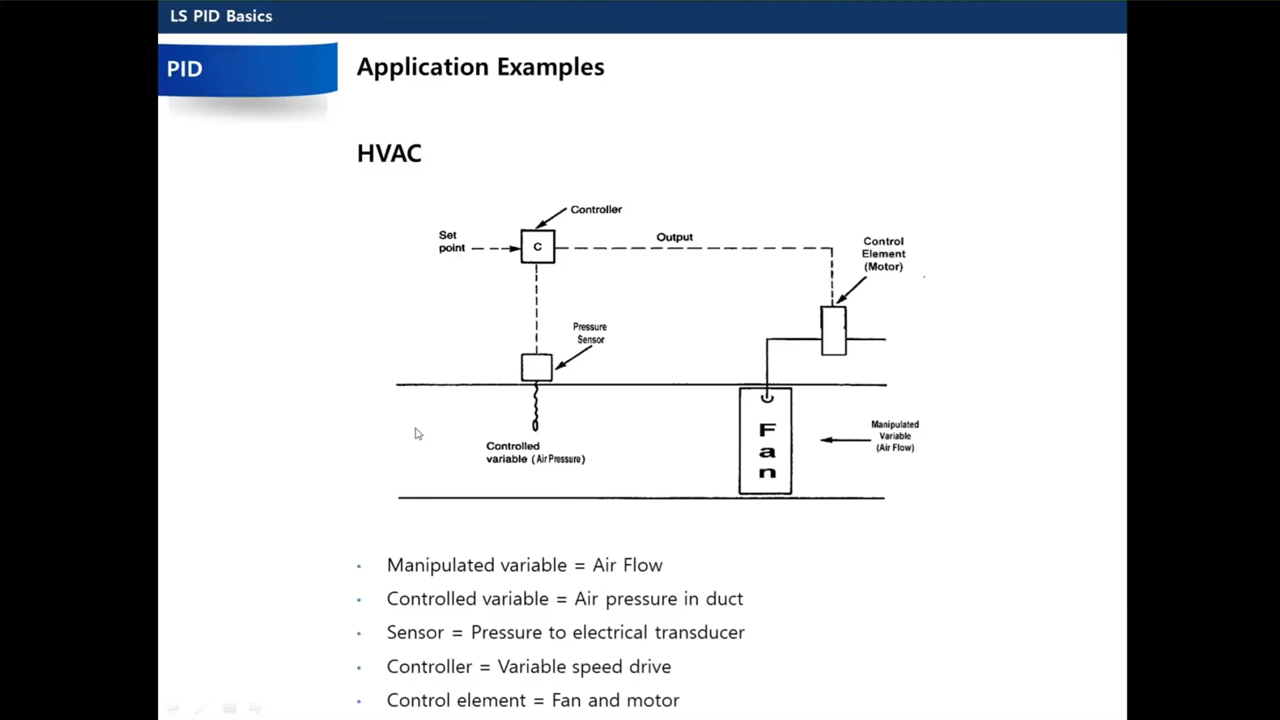 LS PID Basics
PID
Application Examples
HVAC
Controller
Set
point
C
Output
Control
Element
(Motor)
Pressure
Sensor
Controlled
variable (Air Pressure)
Fan
Manipulated
Variable
(Air Flow)
• Manipulated variable = Air Flow
• Controlled variable = Air pressure in duct
• Sensor = Pressure to electrical transducer
• Controller = Variable speed drive
• Control element = Fan and motor